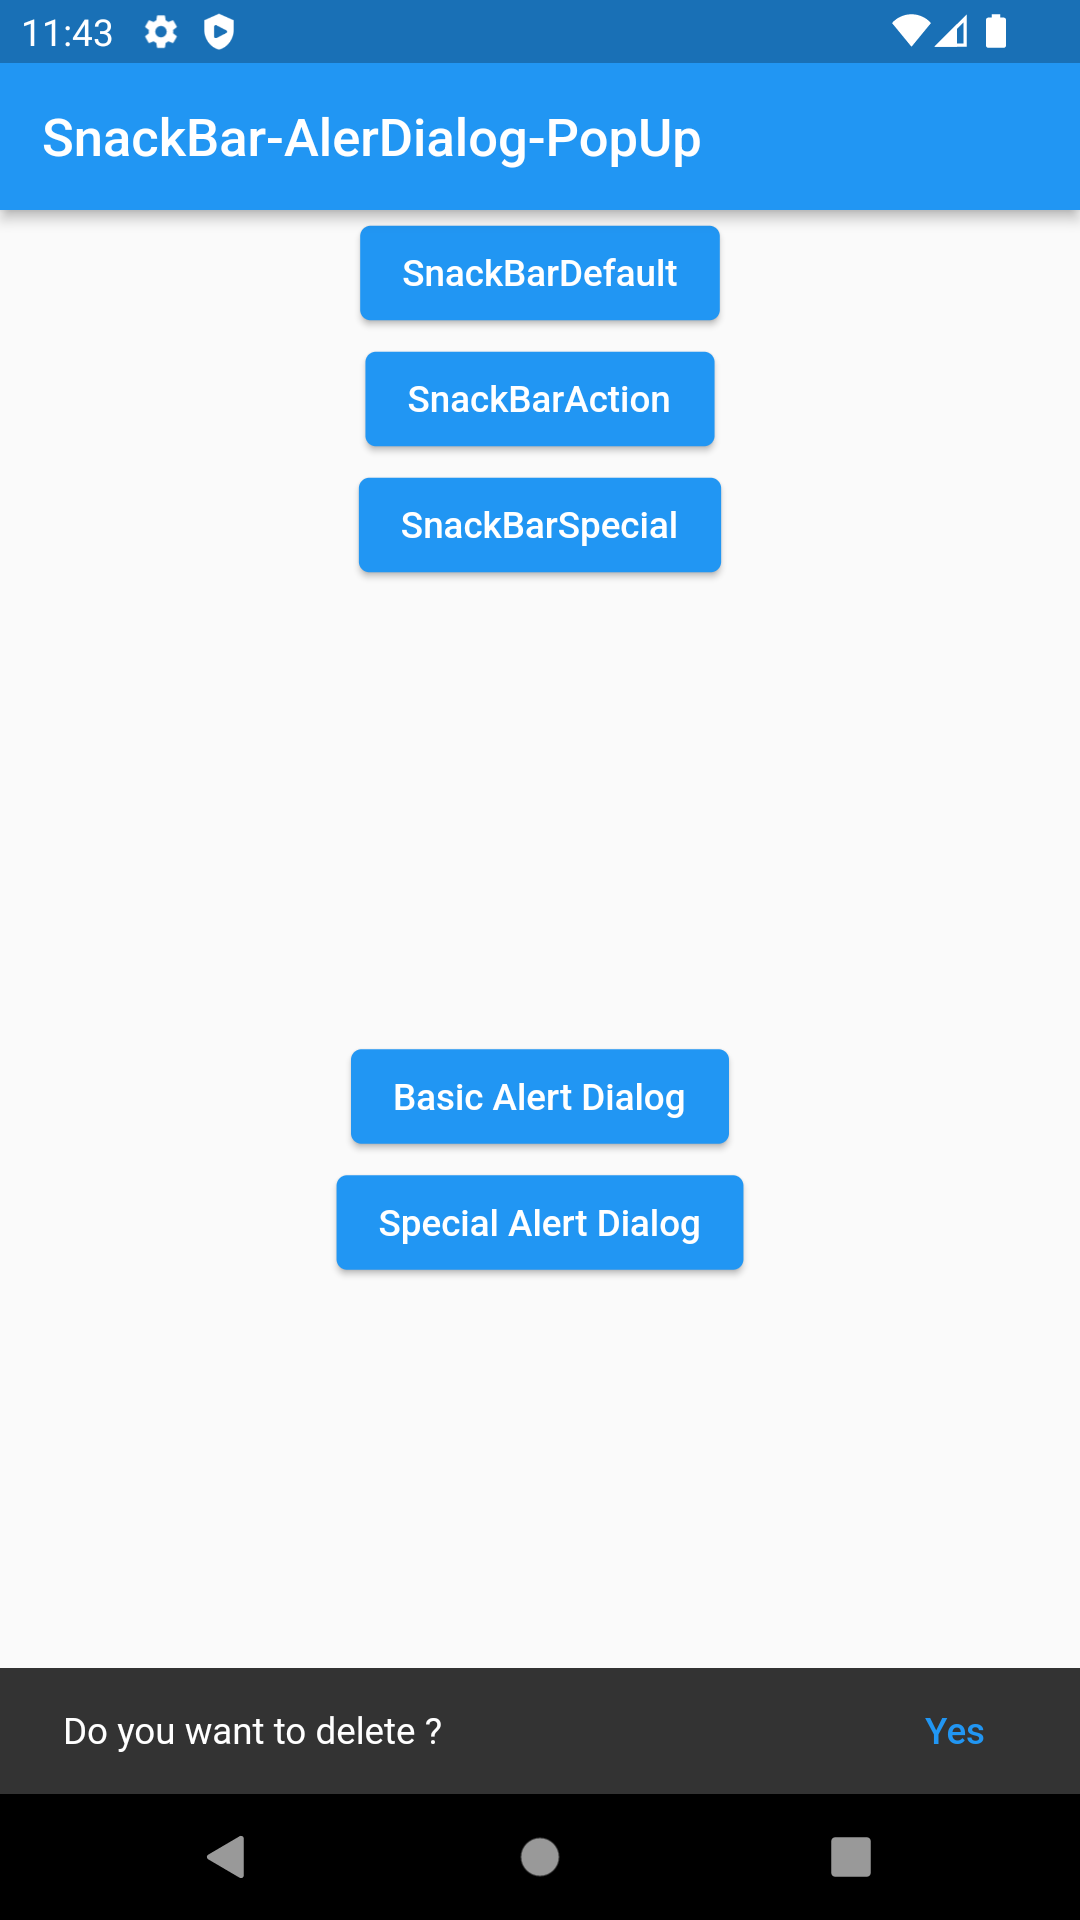 11:43
SnackBar-AlerDialog-PopUp
SnackBarDefault
SnackBarAction
SnackBarSpecial
Basic Alert Dialog
Special Alert Dialog
Do you want to delete ? Yes